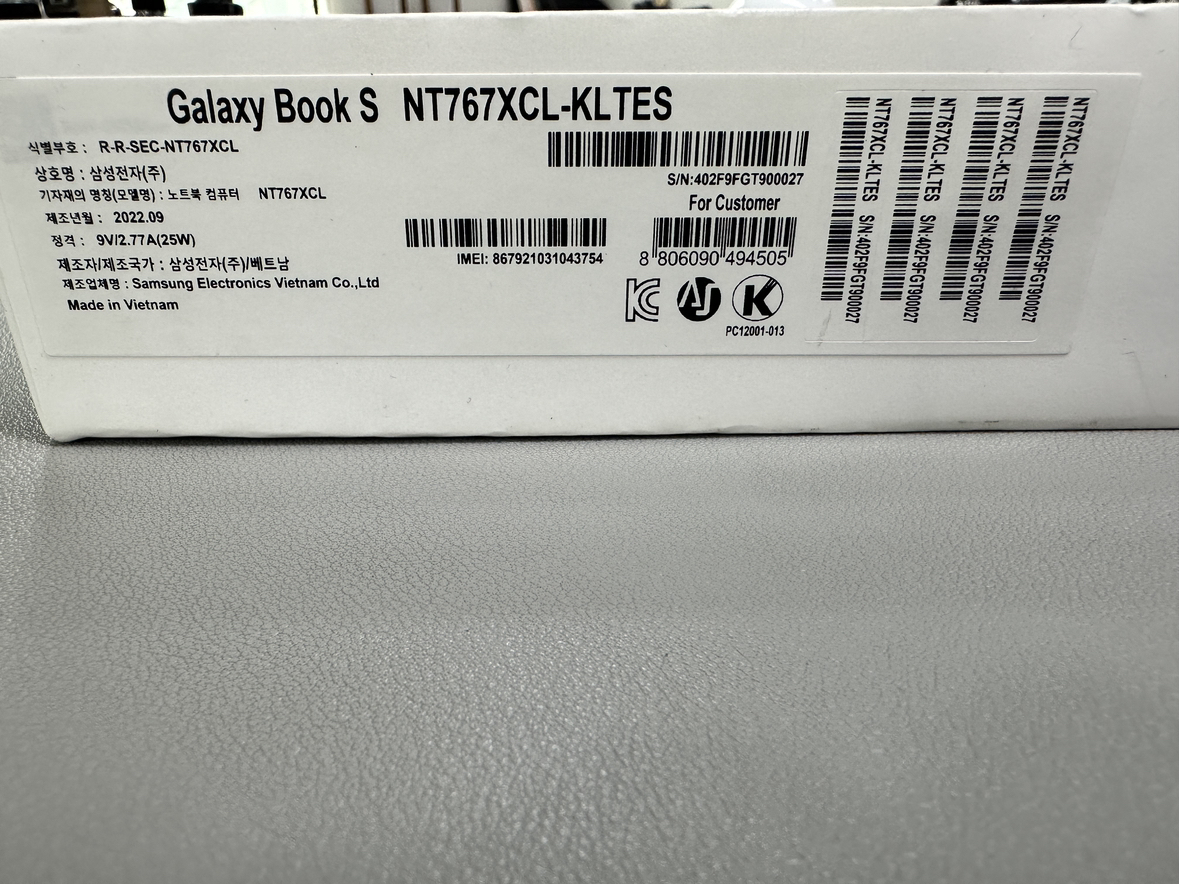 Galaxy Book S NT767XCL-KLTES
식별부호 : R-R-SEC-NT767XCL
상호명 : 삼성전자(주)
기자재의 명칭(모델명) : 노트북 컴퓨터 NT767XCL
제조년월 : 2022.09
정격 : 9V/2.77A(25W)
제조자/제조국가 : 삼성전자(주)/베트남
제조업체명 : Samsung Electronics Vietnam Co.,Ltd
Made in Vietnam
S/N:402F9FGT900027
For Customer
IMEI: 867921031043754
8 806090 494505
PC12001-013
NT767XCL-KLTES S/N:402F9FGT900027
NT767XCL-KLTES S/N:402F9FGT900027
NT767XCL-KLTES S/N:402F9FGT900027
NT767XCL-KLTES S/N:402F9FGT900027